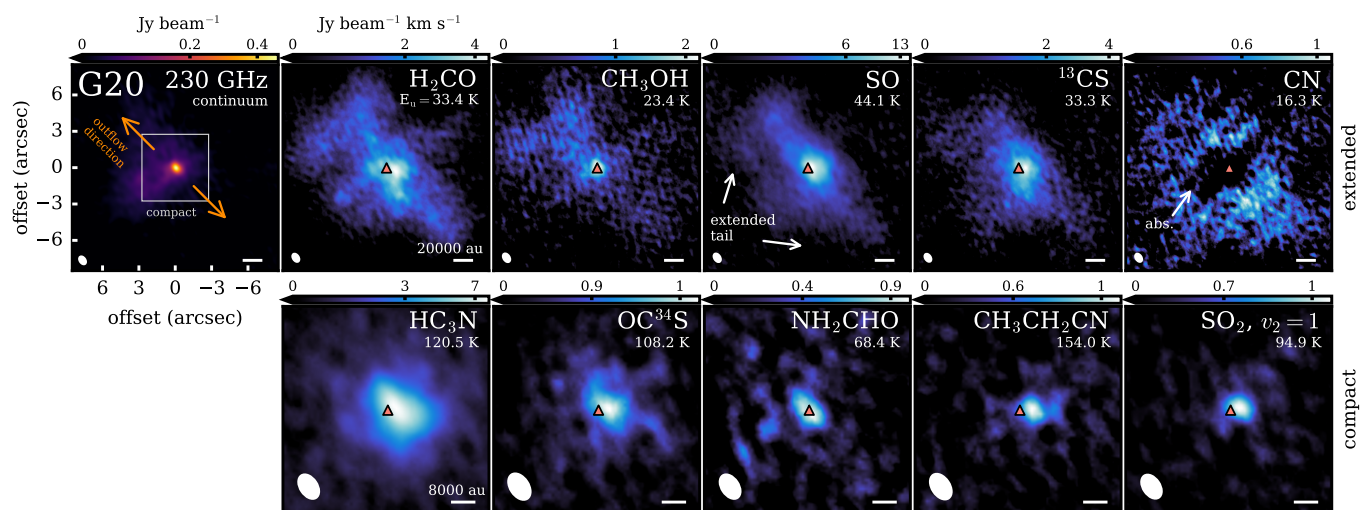 Jy beam⁻¹
Jy beam⁻¹ km s⁻¹
0 0.2 0.4
0 2 4
0 1 2
0 6 13
0 2 4
0 0.6 1
G20 230 GHz
continuum
outflow
direction
compact
H₂CO
Eᵤ = 33.4 K
20000 au
CH₃OH
23.4 K
SO
44.1 K
extended
tail
¹³CS
33.3 K
CN
16.3 K
abs.
extended
offset (arcsec)
6
3
0
−3
−6
6 3 0 −3 −6
offset (arcsec)
0 3 7
0 0.9 1
0 0.4 0.9
0 0.6 1
0 0.7 1
HC₃N
120.5 K
8000 au
OC³⁴S
108.2 K
NH₂CHO
68.4 K
CH₃CH₂CN
154.0 K
SO₂, v₂ = 1
94.9 K
compact